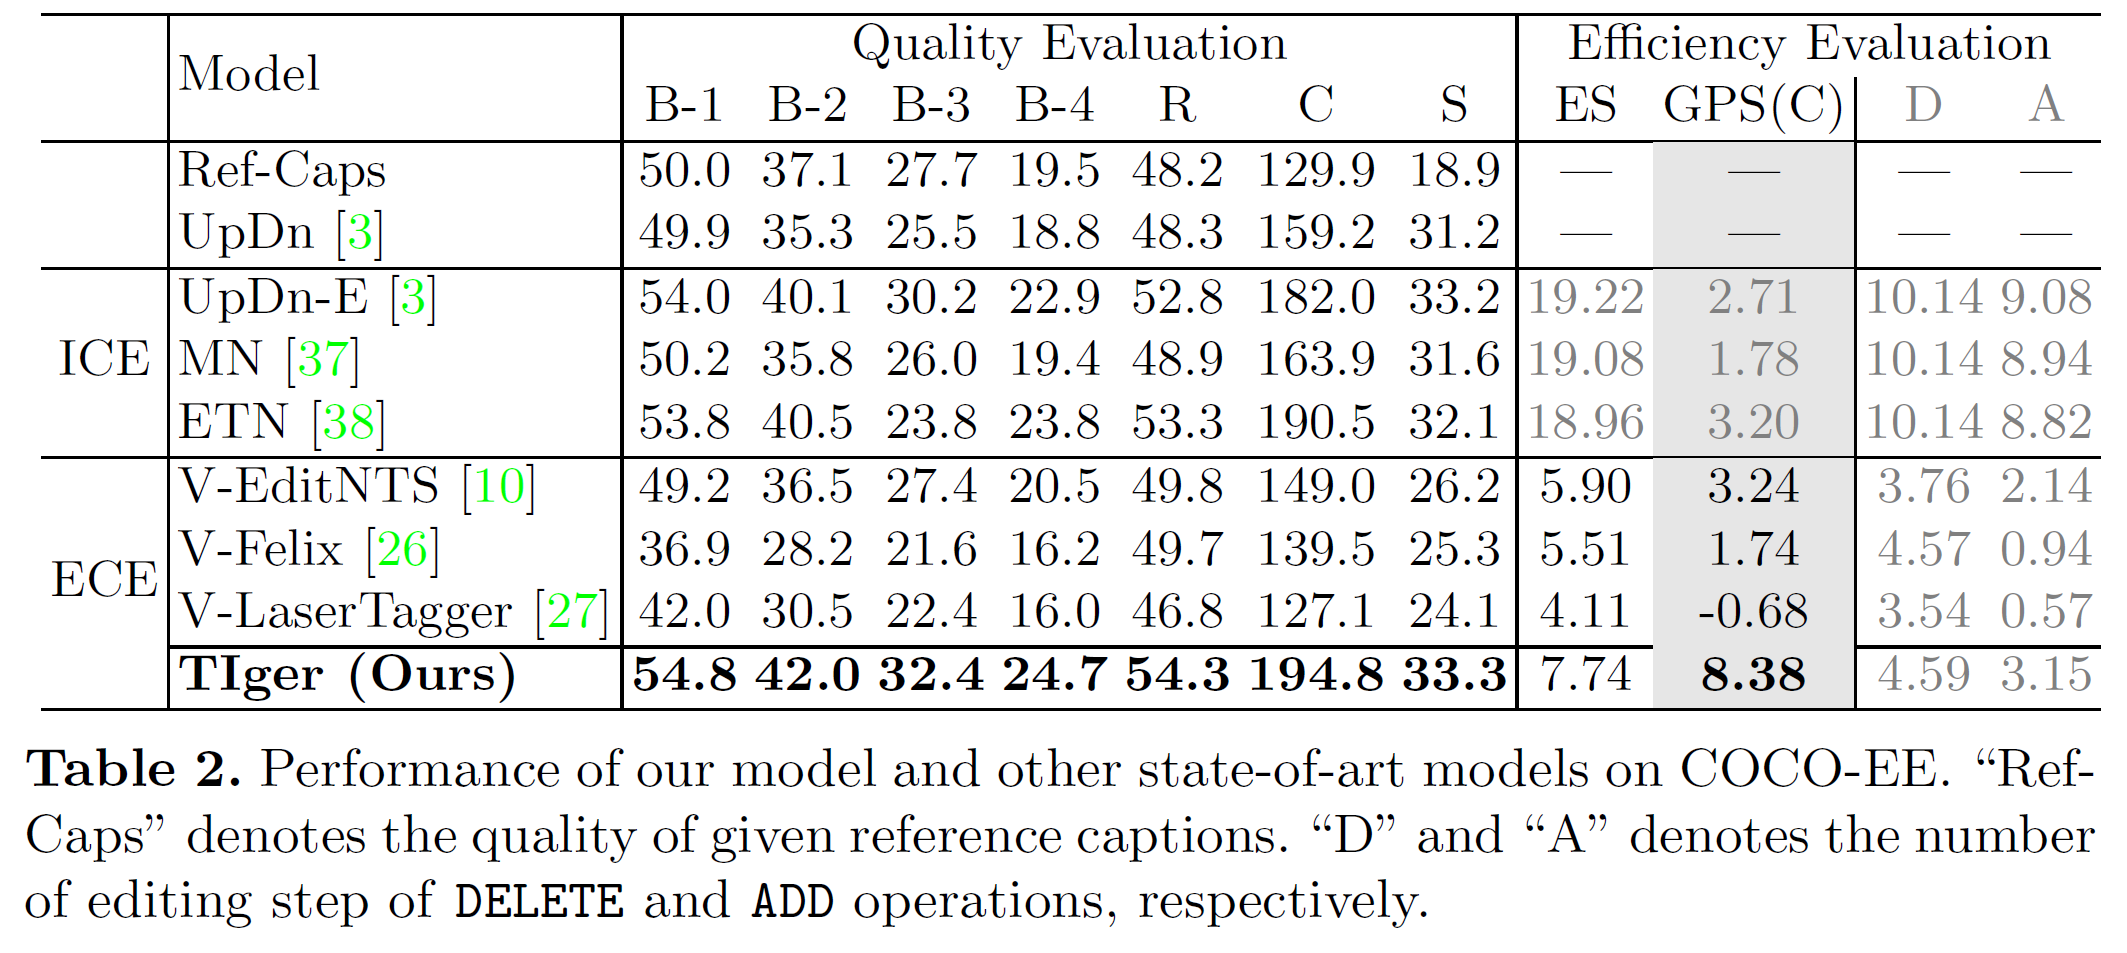 Model Quality Evaluation Efficiency Evaluation
B-1 B-2 B-3 B-4 R C S ES GPS(C) D A
Ref-Caps 50.0 37.1 27.7 19.5 48.2 129.9 18.9 — — — —
UpDn [3] 49.9 35.3 25.5 18.8 48.3 159.2 31.2 — — — —
UpDn-E [3] 54.0 40.1 30.2 22.9 52.8 182.0 33.2 19.22 2.71 10.14 9.08
ICE MN [37] 50.2 35.8 26.0 19.4 48.9 163.9 31.6 19.08 1.78 10.14 8.94
ETN [38] 53.8 40.5 23.8 23.8 53.3 190.5 32.1 18.96 3.20 10.14 8.82
V-EditNTS [10] 49.2 36.5 27.4 20.5 49.8 149.0 26.2 5.90 3.24 3.76 2.14
V-Felix [26] 36.9 28.2 21.6 16.2 49.7 139.5 25.3 5.51 1.74 4.57 0.94
ECE V-LaserTagger [27] 42.0 30.5 22.4 16.0 46.8 127.1 24.1 4.11 -0.68 3.54 0.57
TIger (Ours) 54.8 42.0 32.4 24.7 54.3 194.8 33.3 7.74 8.38 4.59 3.15
Table 2. Performance of our model and other state-of-art models on COCO-EE. “Ref-
Caps” denotes the quality of given reference captions. “D” and “A” denotes the number
of editing step of DELETE and ADD operations, respectively.